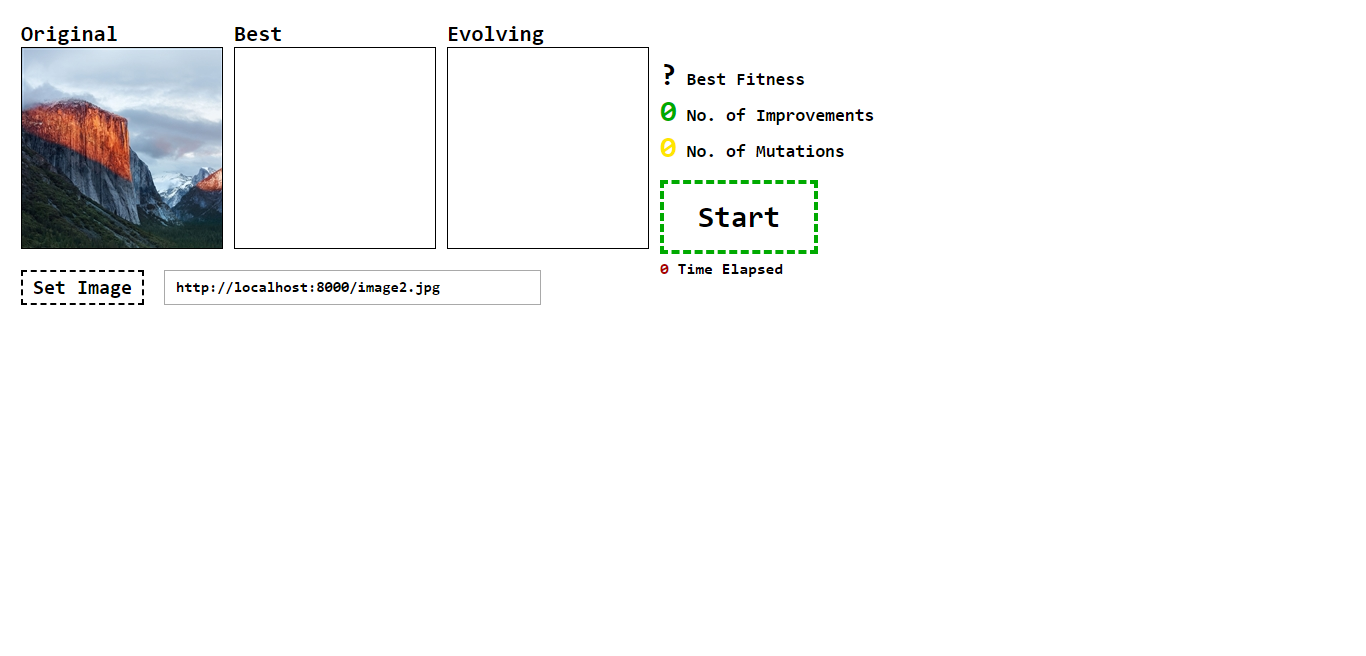 Original Best Evolving
? Best Fitness
0 No. of Improvements
0 No. of Mutations
Start
0 Time Elapsed
Set Image http://localhost:8000/image2.jpg